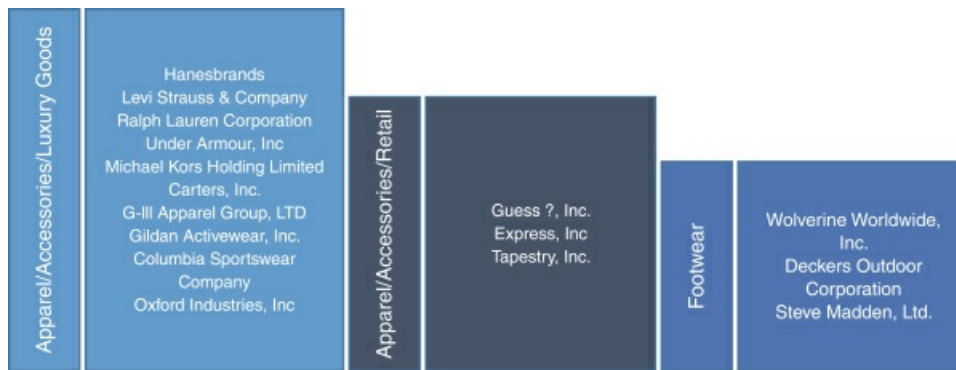 Apparel/Accessories/Luxury Goods
Hanesbrands
Levi Strauss & Company
Ralph Lauren Corporation
Under Armour, Inc
Michael Kors Holding Limited
Carters, Inc.
G-III Apparel Group, LTD
Gildan Activewear, Inc.
Columbia Sportswear
Company
Oxford Industries, Inc
Apparel/Accessories/Retail
Guess ?, Inc.
Express, Inc
Tapestry, Inc.
Footwear
Wolverine Worldwide,
Inc.
Deckers Outdoor
Corporation
Steve Madden, Ltd.